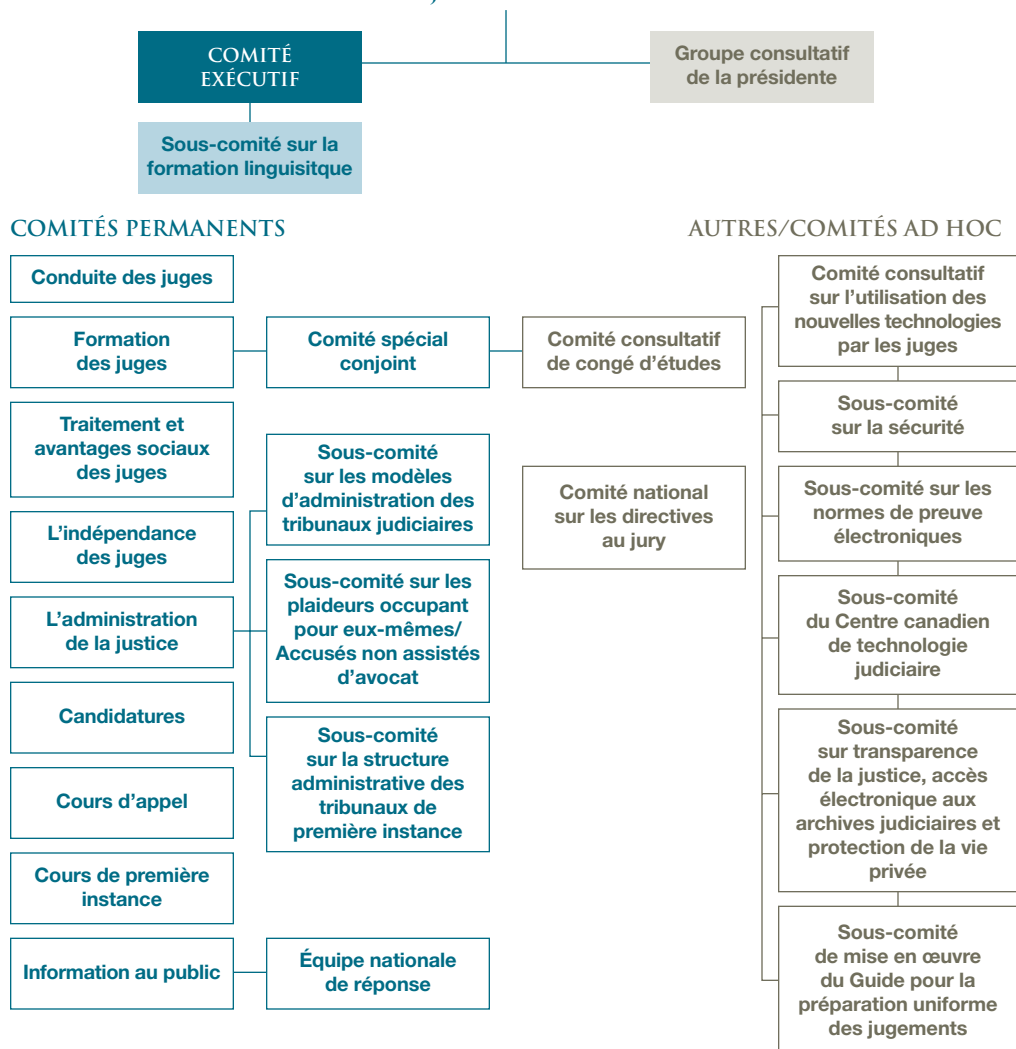 COMITÉ
EXÉCUTIF
Groupe consultatif
de la présidente
Sous-comité sur la
formation linguisitque
COMITÉS PERMANENTS
AUTRES/COMITÉS AD HOC
Conduite des juges
Formation
des juges
Traitement et
avantages sociaux
des juges
L'indépendance
des juges
L'administration
de la justice
Candidatures
Cours d'appel
Cours de première
instance
Information au public
Comité spécial
conjoint
Sous-comité
sur les modèles
d'administration des
tribunaux judiciaires
Sous-comité sur les
plaideurs occupant
pour eux-mêmes/
Accusés non assistés
d'avocat
Sous-comité
sur la structure
administrative des
tribunaux de
première instance
Équipe nationale
de réponse
Comité consultatif
de congé d'études
Comité national
sur les directives
au jury
Comité consultatif
sur l'utilisation des
nouvelles technologies
par les juges
Sous-comité
sur la sécurité
Sous-comité sur les
normes de preuve
électroniques
Sous-comité
du Centre canadien
de technologie
judiciaire
Sous-comité
sur transparence
de la justice, accès
électronique aux
archives judiciaires et
protection de la vie
privée
Sous-comité
de mise en œuvre
du Guide pour la
préparation uniforme
des jugements